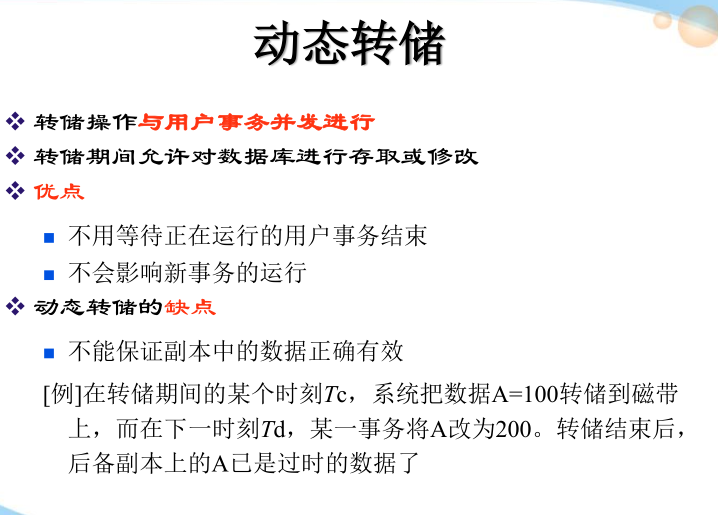 动态转储
转储操作与用户事务并发进行
转储期间允许对数据库进行存取或修改
优点
不用等待正在运行的用户事务结束
不会影响新事务的运行
动态转储的缺点
不能保证副本中的数据正确有效
[例]在转储期间的某个时刻Tc，系统把数据A=100转储到磁带
上，而在下一时刻Td，某一事务将A改为200。转储结束后，
后备副本上的A已是过时的数据了